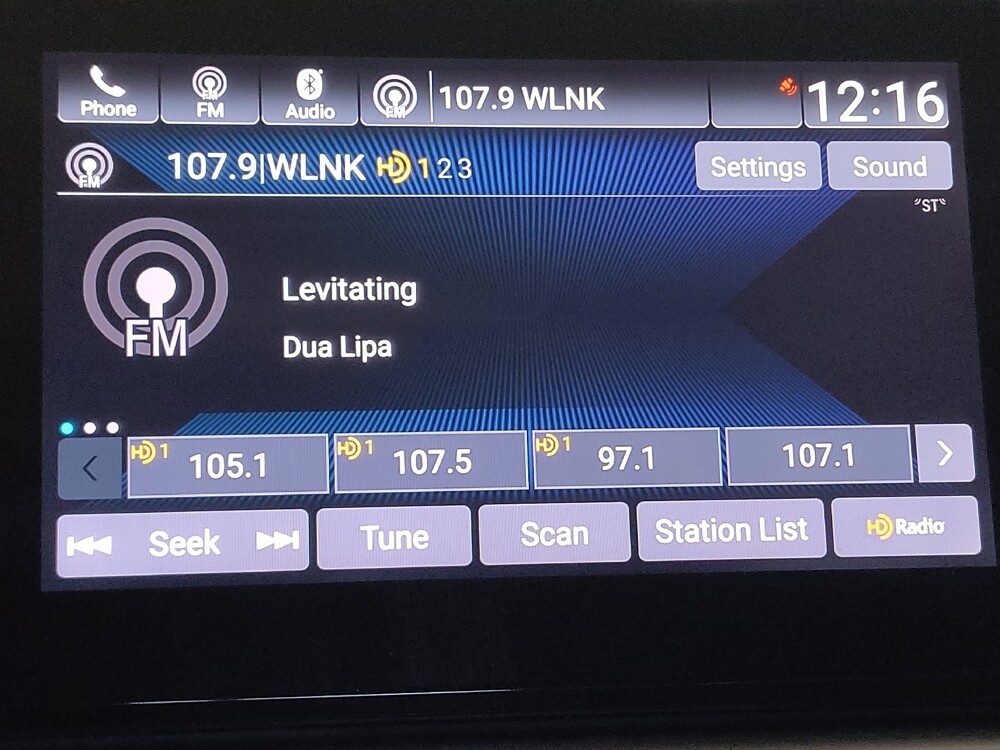 Phone FM FM Audio FM 107.9 WLNK 12:16
FM 107.9|WLNK HD 1 2 3 Settings Sound
"ST"
FM
Levitating
Dua Lipa
HD 1 105.1 HD 1 107.5 HD 1 97.1 107.1
Seek Tune Scan Station List HD Radio